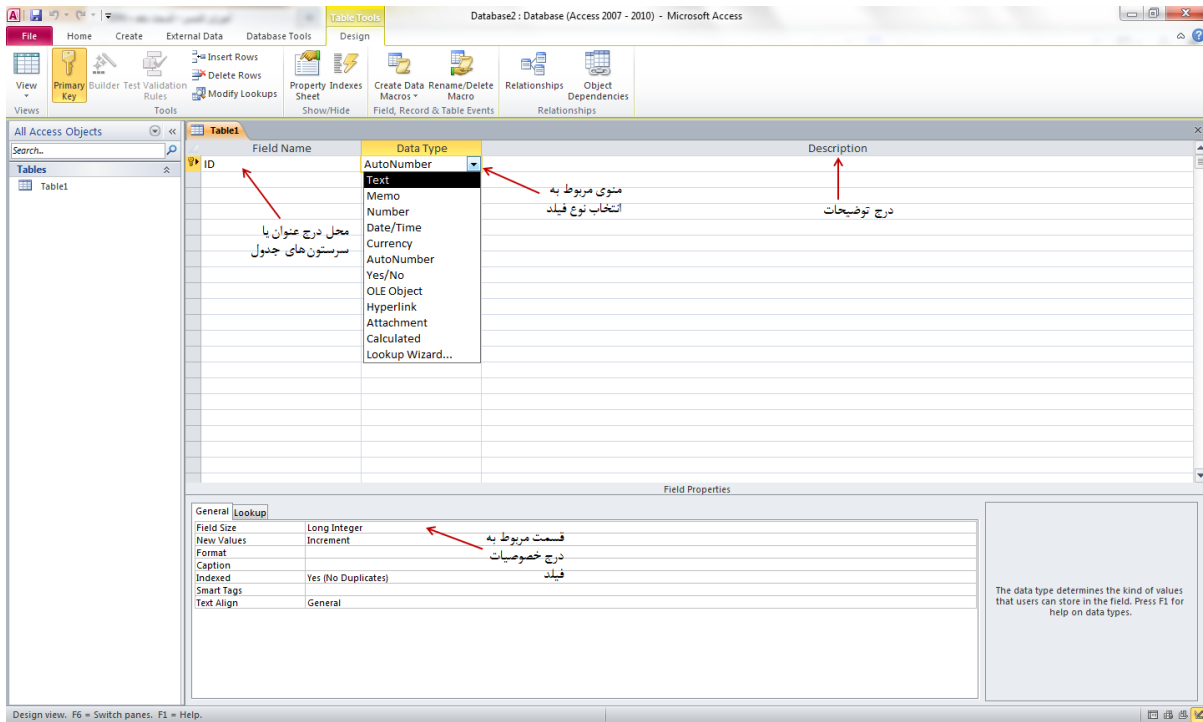 Table Tools
Database2 : Database (Access 2007 - 2010) - Microsoft Access
File Home Create External Data Database Tools Design
View
Primary Key
Builder
Test Validation Rules
Insert Rows
Delete Rows
Modify Lookups
Property Sheet
Indexes
Create Data Macros
Rename/Delete Macro
Relationships
Object Dependencies
Views
Tools
Show/Hide
Field, Record & Table Events
Relationships
All Access Objects
Search..
Tables
Table1
Table1
Field Name Data Type Description
ID AutoNumber
Text
Memo
Number
Date/Time
Currency
AutoNumber
Yes/No
OLE Object
Hyperlink
Attachment
Calculated
Lookup Wizard...
محل درج عنوان یا
سرستون های جدول
منوی مربوط به
انتخاب نوع فیلد
درج توضیحات
Field Properties
General Lookup
Field Size Long Integer
New Values Increment
Format
Caption
Indexed Yes (No Duplicates)
Smart Tags
Text Align General
قسمت مربوط به
درج خصوصیات
فیلد
The data type determines the kind of values
that users can store in the field. Press F1 for
help on data types.
Design view. F6 = Switch panes. F1 = Help.